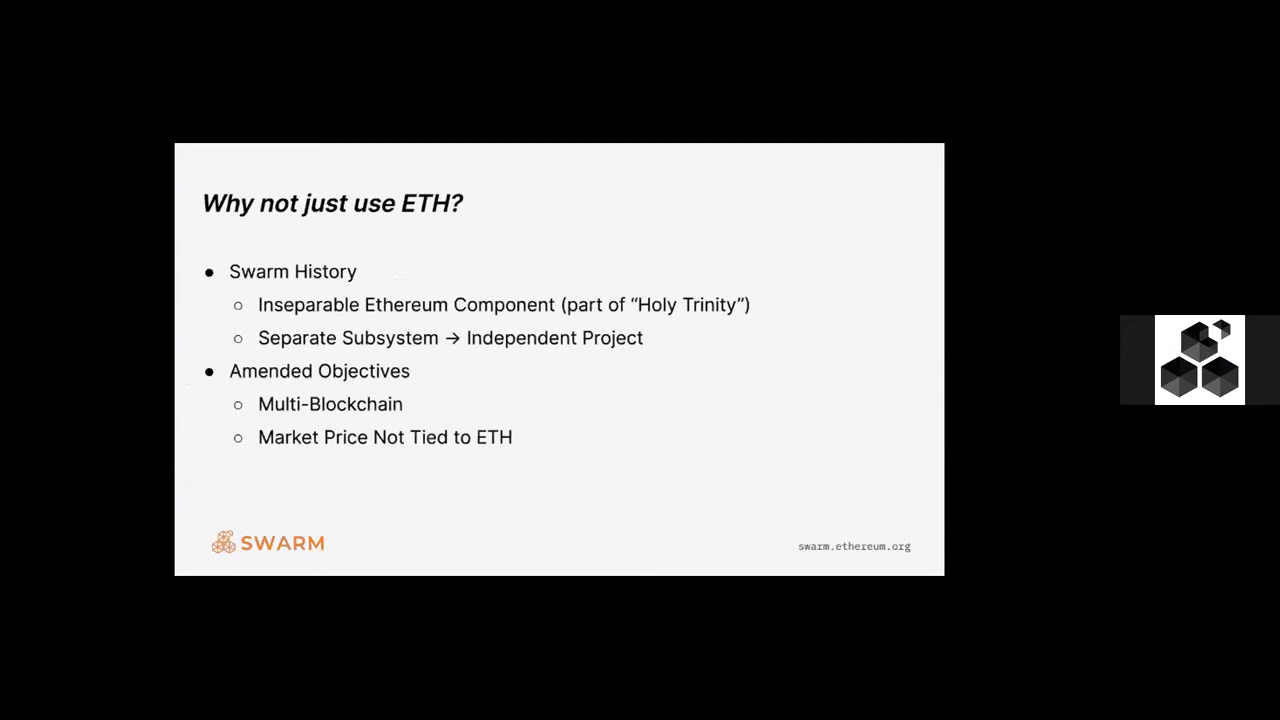 Why not just use ETH?
● Swarm History
○ Inseparable Ethereum Component (part of “Holy Trinity”)
○ Separate Subsystem → Independent Project
● Amended Objectives
○ Multi-Blockchain
○ Market Price Not Tied to ETH
SWARM
swarm.ethereum.org